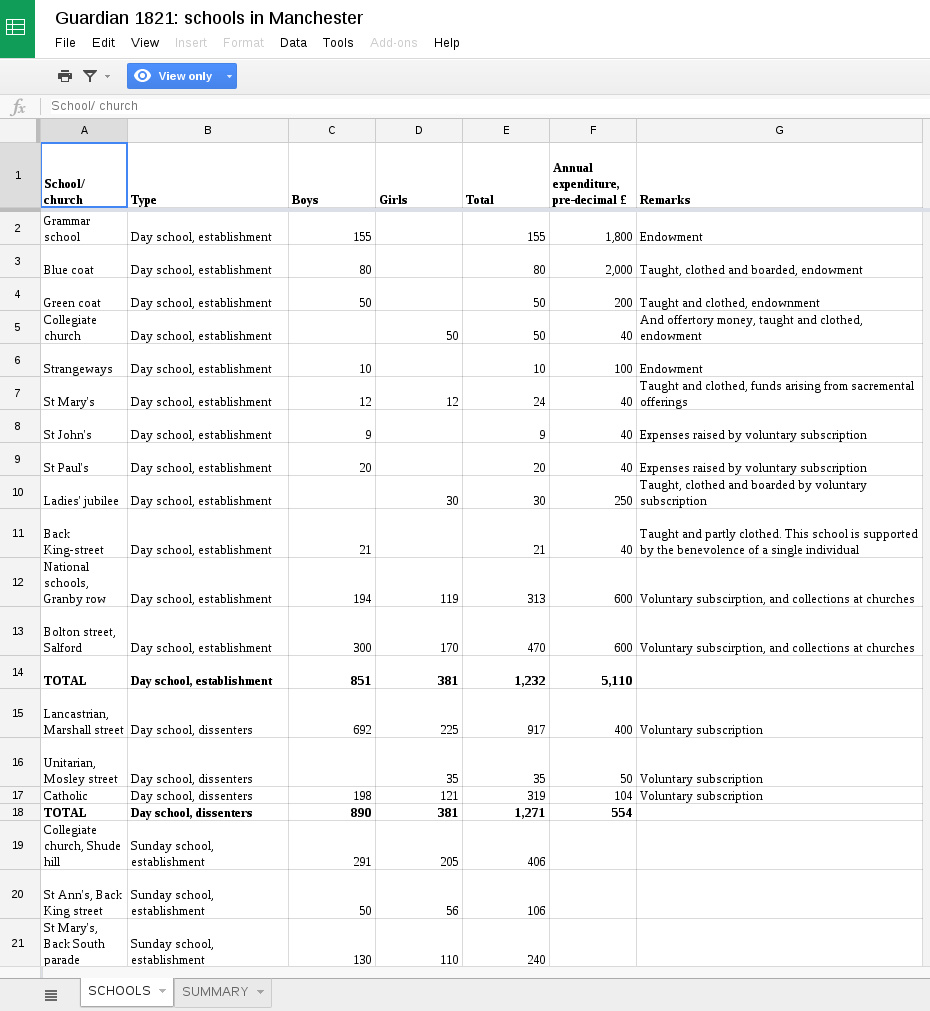 Guardian 1821: schools in Manchester
File Edit View Insert Format Data Tools Add-ons Help
View only
fx School/ church
A B C D E F G
1 School/ church Type Boys Girls Total Annual expenditure, pre-decimal £ Remarks
2 Grammar school Day school, establishment 155 155 1,800 Endowment
3 Blue coat Day school, establishment 80 80 2,000 Taught, clothed and boarded, endowment
4 Green coat Day school, establishment 50 50 200 Taught and clothed, endownment
5 Collegiate church Day school, establishment 50 50 40 And offertory money, taught and clothed, endowment
6 Strangeways Day school, establishment 10 10 100 Endowment
7 St Mary's Day school, establishment 12 12 24 40 Taught and clothed, funds arising from sacremental offerings
8 St John's Day school, establishment 9 9 40 Expenses raised by voluntary subscription
9 St Paul's Day school, establishment 20 20 40 Expenses raised by voluntary subscription
10 Ladies' jubilee Day school, establishment 30 30 250 Taught, clothed and boarded by voluntary subscription
11 Back King-street Day school, establishment 21 21 40 Taught and partly clothed. This school is supported by the benevolence of a single individual
12 National schools, Granby row Day school, establishment 194 119 313 600 Voluntary subscirption, and collections at churches
13 Bolton street, Salford Day school, establishment 300 170 470 600 Voluntary subscirption, and collections at churches
14 TOTAL Day school, establishment 851 381 1,232 5,110
15 Lancastrian, Marshall street Day school, dissenters 692 225 917 400 Voluntary subscription
16 Unitarian, Mosley street Day school, dissenters 35 35 50 Voluntary subscription
17 Catholic Day school, dissenters 198 121 319 104 Voluntary subscription
18 TOTAL Day school, dissenters 890 381 1,271 554
19 Collegiate church, Shude hill Sunday school, establishment 291 205 406
20 St Ann's, Back King street Sunday school, establishment 50 56 106
21 St Mary's, Back South parade Sunday school, establishment 130 110 240
SCHOOLS SUMMARY